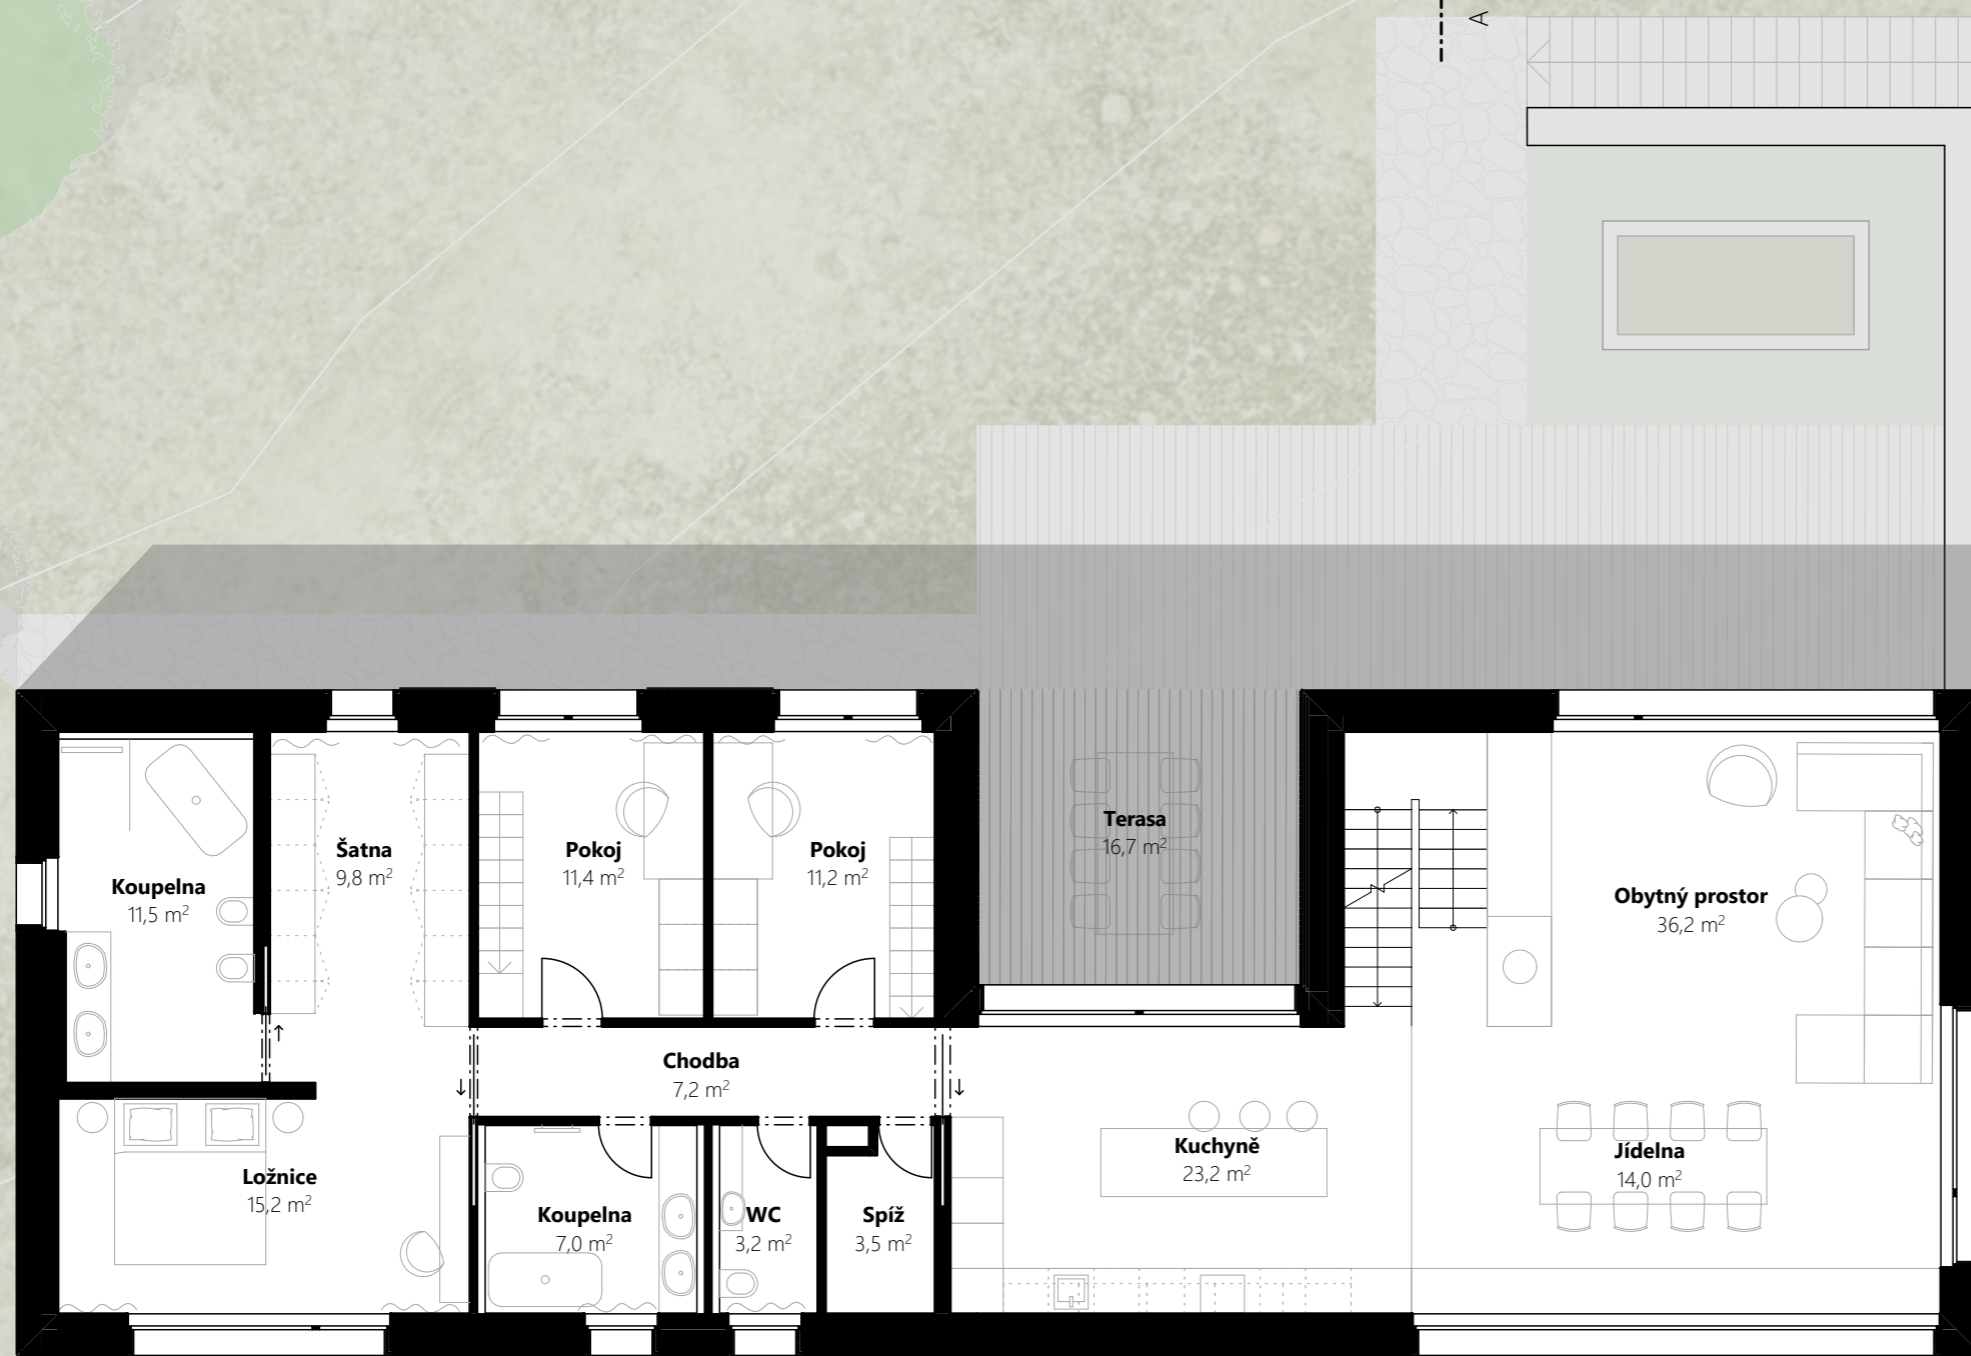 A
Terasa
16,7 m²
Šatna
9,8 m²
Pokoj
11,4 m²
Pokoj
11,2 m²
Koupelna
11,5 m²
Obytný prostor
36,2 m²
Chodba
7,2 m²
Kuchyně
23,2 m²
Jídelna
14,0 m²
Ložnice
15,2 m²
Koupelna
7,0 m²
WC
3,2 m²
Spíž
3,5 m²